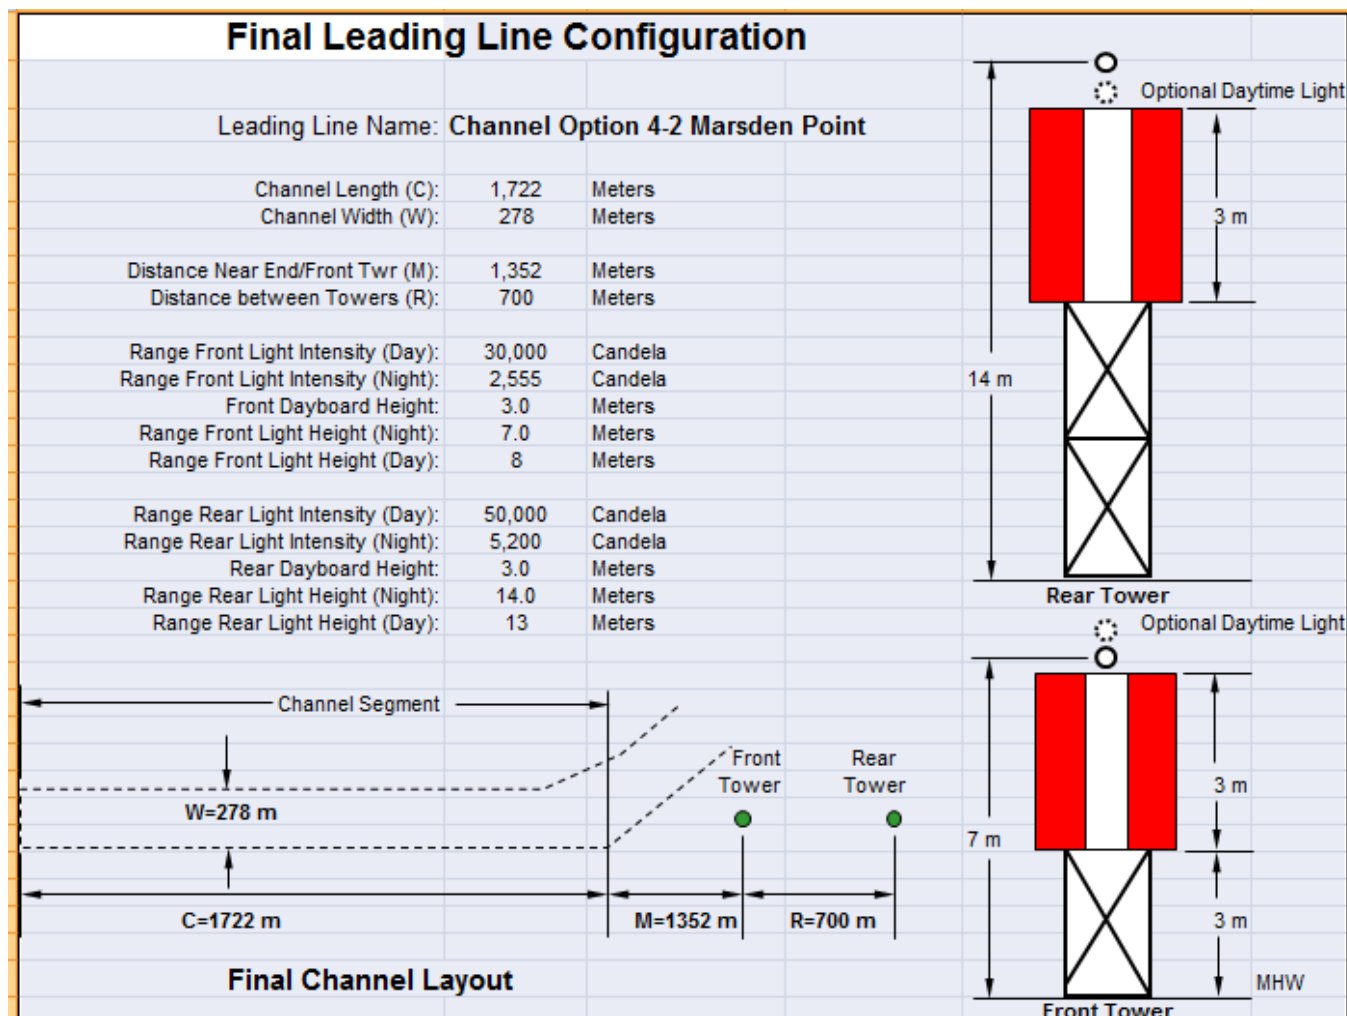 Final Leading Line Configuration
Leading Line Name: Channel Option 4-2 Marsden Point
Channel Length (C): 1,722 Meters
Channel Width (W): 278 Meters
Distance Near End/Front Twr (M): 1,352 Meters
Distance between Towers (R): 700 Meters
Range Front Light Intensity (Day): 30,000 Candela
Range Front Light Intensity (Night): 2,555 Candela
Front Dayboard Height: 3.0 Meters
Range Front Light Height (Night): 7.0 Meters
Range Front Light Height (Day): 8 Meters
Range Rear Light Intensity (Day): 50,000 Candela
Range Rear Light Intensity (Night): 5,200 Candela
Rear Dayboard Height: 3.0 Meters
Range Rear Light Height (Night): 14.0 Meters
Range Rear Light Height (Day): 13 Meters
Optional Daytime Light
3 m
14 m
Rear Tower
Optional Daytime Light
3 m
7 m
3 m
MHW
Front Tower
Channel Segment
Front
Tower
Rear
Tower
W=278 m
C=1722 m
M=1352 m
R=700 m
Final Channel Layout